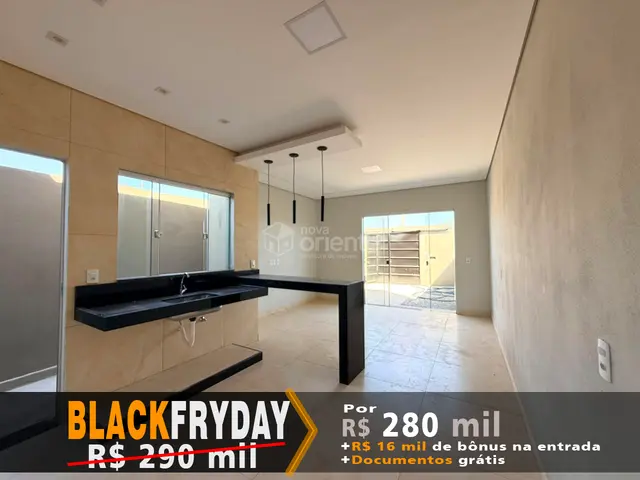 nova
oriente
BLACKFRYDAY
R$ 290 mil
Por
R$ 280 mil
+R$ 16 mil de bônus na entrada
+Documentos grátis